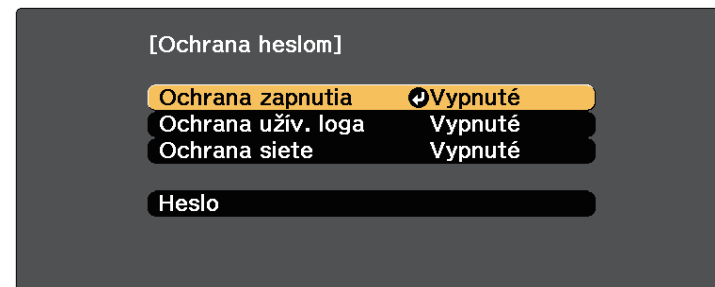 [Ochrana heslom]
Ochrana zapnutia Vypnuté
Ochrana užív. loga Vypnuté
Ochrana siete Vypnuté
Heslo